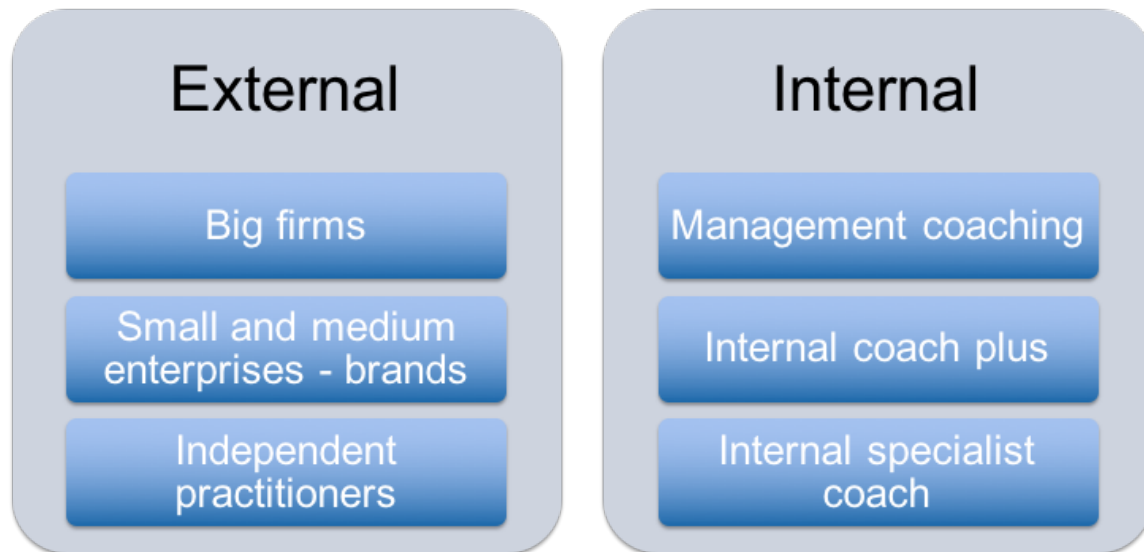 External
Big firms
Small and medium
enterprises - brands
Independent
practitioners
Internal
Management coaching
Internal coach plus
Internal specialist
coach